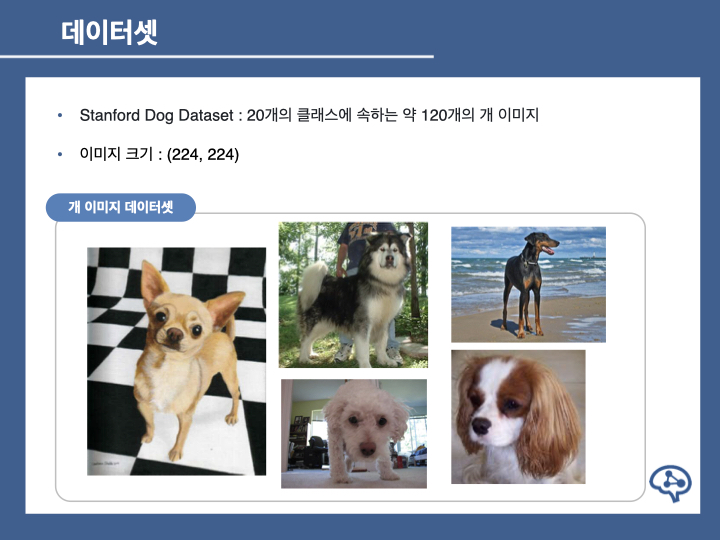 데이터셋
• Stanford Dog Dataset : 20개의 클래스에 속하는 약 120개의 개 이미지
• 이미지 크기 : (224, 224)
개 이미지 데이터셋